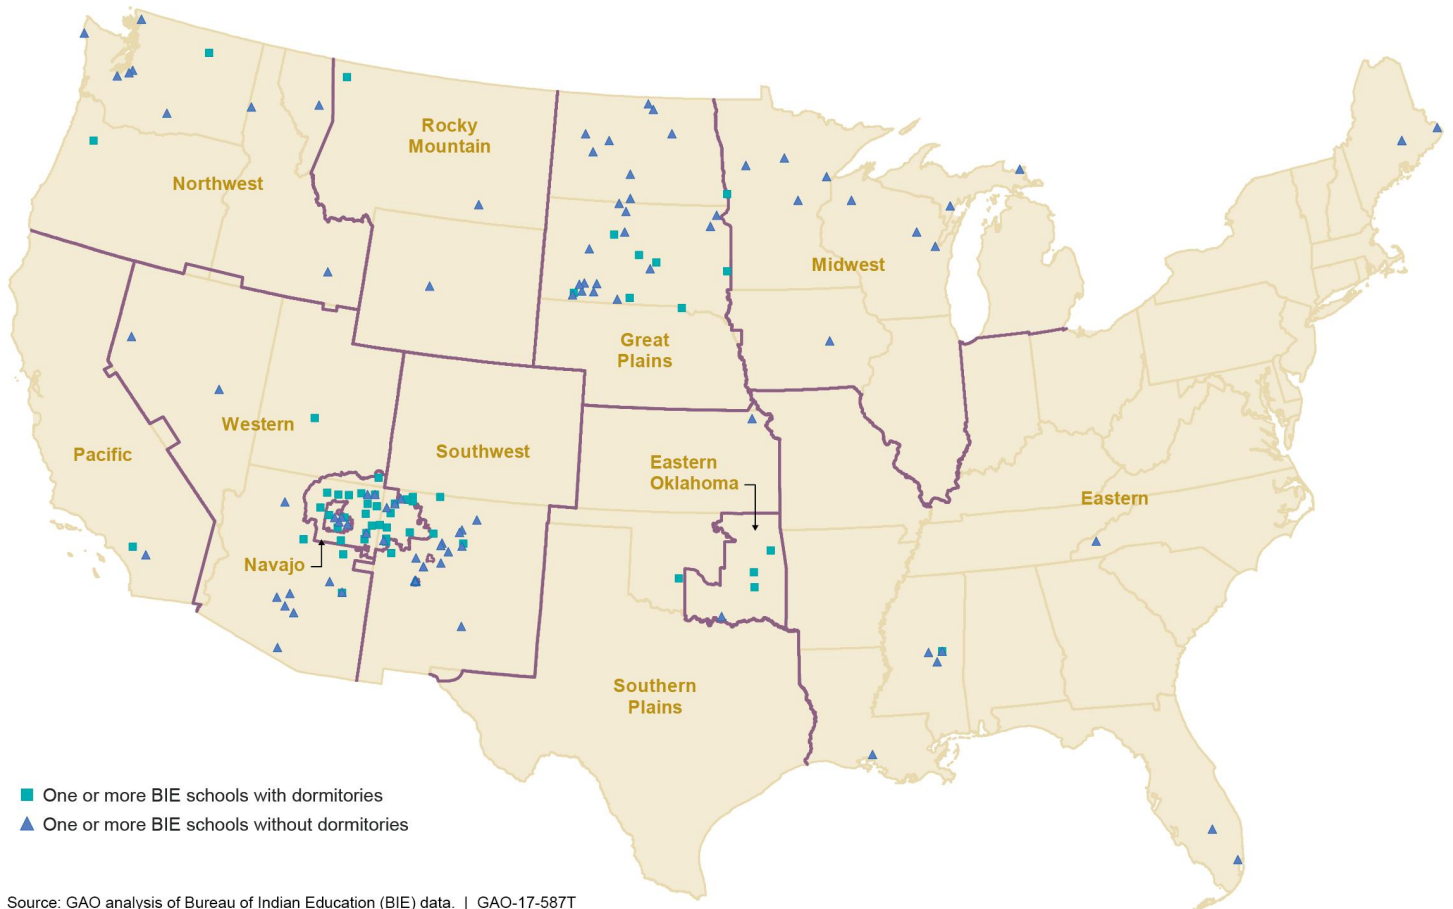 Rocky
Mountain
Northwest
Midwest
Great
Plains
Western
Pacific
Southwest
Eastern
Oklahoma
Eastern
Navajo
Southern
Plains
One or more BIE schools with dormitories
One or more BIE schools without dormitories
Source: GAO analysis of Bureau of Indian Education (BIE) data. | GAO-17-587T